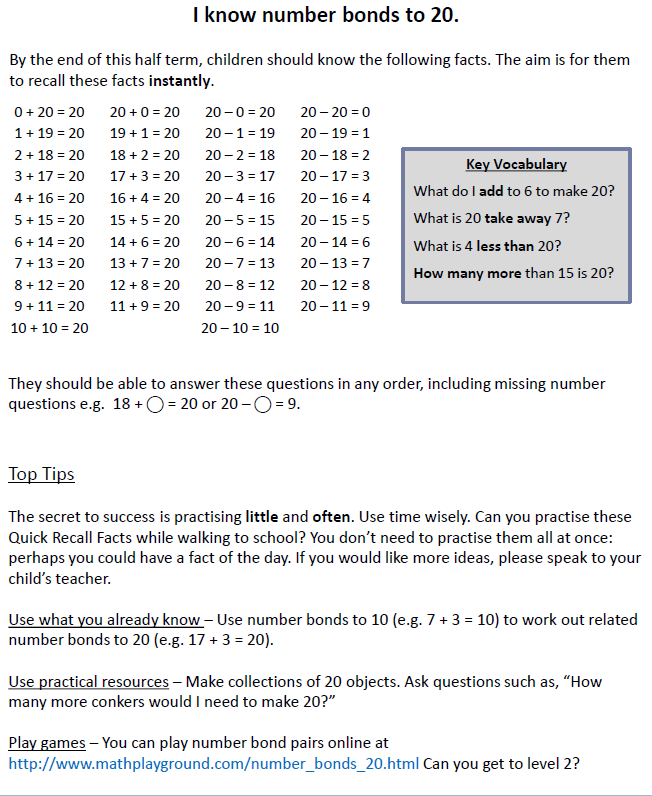 I know number bonds to 20.
By the end of this half term, children should know the following facts. The aim is for them
to recall these facts instantly.
0 + 20 = 20 20 + 0 = 20 20 – 0 = 20 20 – 20 = 0
1 + 19 = 20 19 + 1 = 20 20 – 1 = 19 20 – 19 = 1
2 + 18 = 20 18 + 2 = 20 20 – 2 = 18 20 – 18 = 2
3 + 17 = 20 17 + 3 = 20 20 – 3 = 17 20 – 17 = 3
4 + 16 = 20 16 + 4 = 20 20 – 4 = 16 20 – 16 = 4
5 + 15 = 20 15 + 5 = 20 20 – 5 = 15 20 – 15 = 5
6 + 14 = 20 14 + 6 = 20 20 – 6 = 14 20 – 14 = 6
7 + 13 = 20 13 + 7 = 20 20 – 7 = 13 20 – 13 = 7
8 + 12 = 20 12 + 8 = 20 20 – 8 = 12 20 – 12 = 8
9 + 11 = 20 11 + 9 = 20 20 – 9 = 11 20 – 11 = 9
10 + 10 = 20 20 – 10 = 10
Key Vocabulary
What do I add to 6 to make 20?
What is 20 take away 7?
What is 4 less than 20?
How many more than 15 is 20?
They should be able to answer these questions in any order, including missing number
questions e.g. 18 + ◯ = 20 or 20 – ◯ = 9.
Top Tips
The secret to success is practising little and often. Use time wisely. Can you practise these
Quick Recall Facts while walking to school? You don’t need to practise them all at once:
perhaps you could have a fact of the day. If you would like more ideas, please speak to your
child’s teacher.
Use what you already know – Use number bonds to 10 (e.g. 7 + 3 = 10) to work out related
number bonds to 20 (e.g. 17 + 3 = 20).
Use practical resources – Make collections of 20 objects. Ask questions such as, “How
many more conkers would I need to make 20?”
Play games – You can play number bond pairs online at
http://www.mathplayground.com/number_bonds_20.html Can you get to level 2?